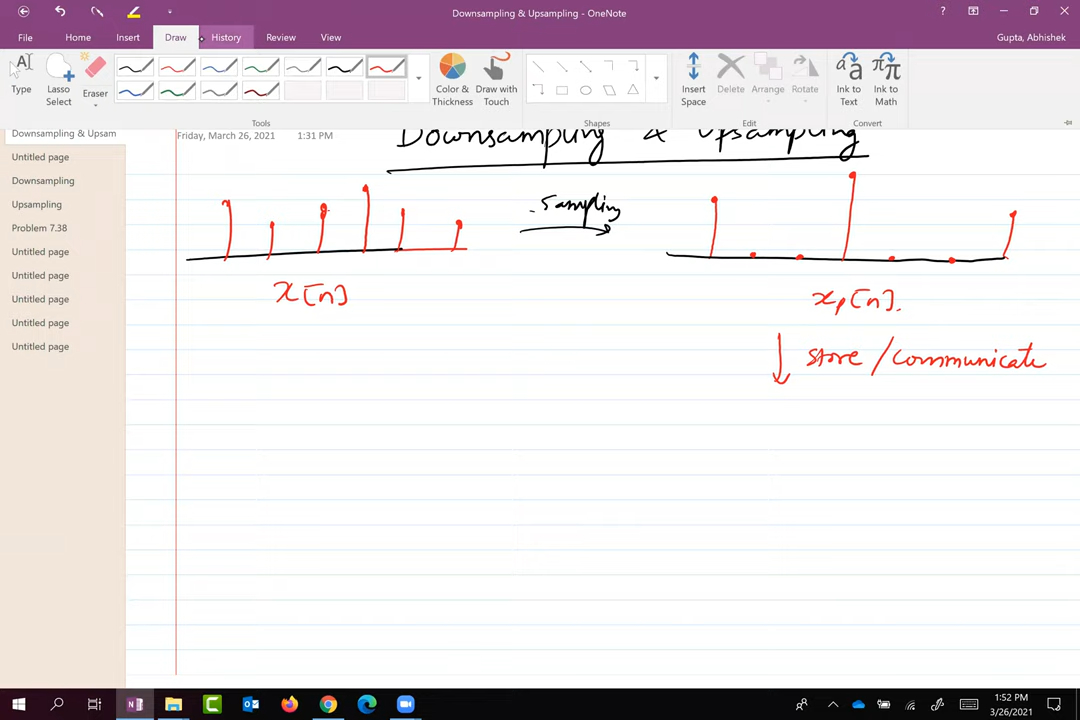 Downsampling & Upsampling - OneNote
?
Gupta, Abhishek
File Home Insert Draw History Review View
Type
Lasso Select
Eraser
Color & Thickness
Draw with Touch
Insert Space
Delete
Arrange
Rotate
Ink to Text
Ink to Math
Tools
Shapes
Edit
Convert
Downsampling & Upsam
Untitled page
Downsampling
Upsampling
Problem 7.38
Untitled page
Untitled page
Untitled page
Untitled page
Untitled page
Friday, March 26, 2021 1:31 PM
Downsampling & Upsampling
Sampling
x[n]
xp[n].
store/communicate
1:52 PM
3/26/2021